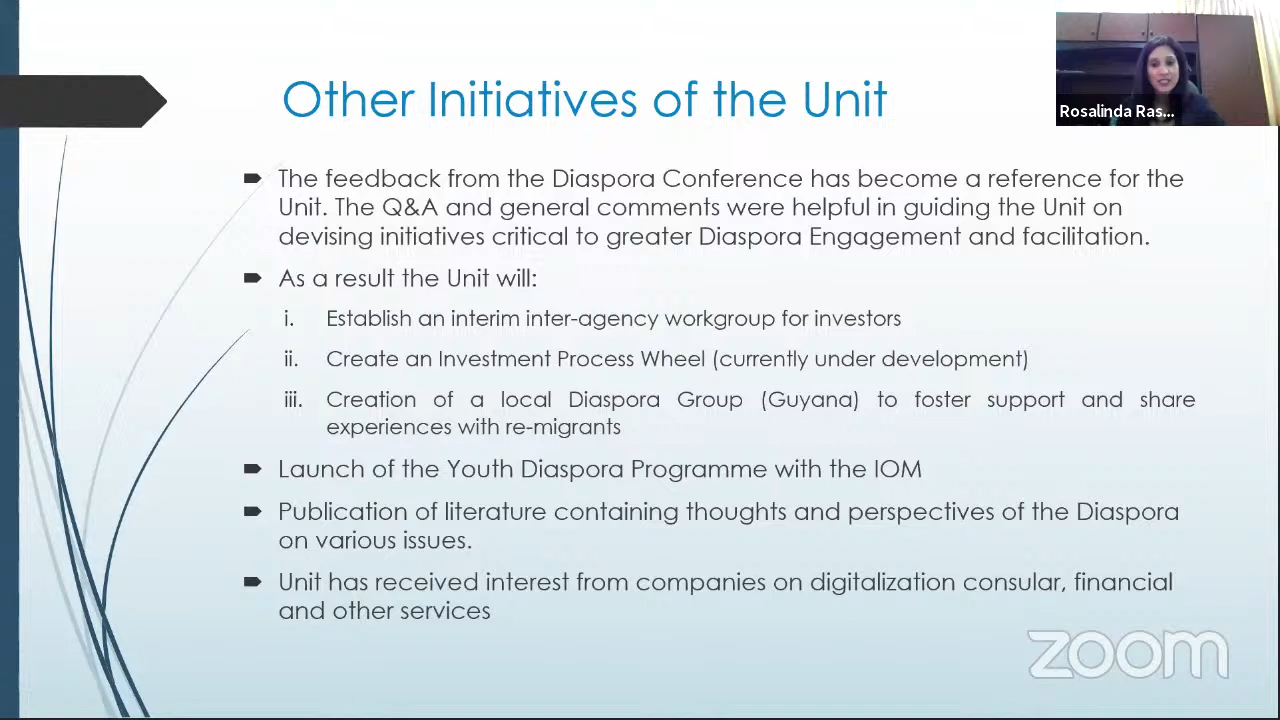 Other Initiatives of the Unit
Rosalinda Ras...
The feedback from the Diaspora Conference has become a reference for the
Unit. The Q&A and general comments were helpful in guiding the Unit on
devising initiatives critical to greater Diaspora Engagement and facilitation.
As a result the Unit will:
i. Establish an interim inter-agency workgroup for investors
ii. Create an Investment Process Wheel (currently under development)
iii. Creation of a local Diaspora Group (Guyana) to foster support and share
experiences with re-migrants
Launch of the Youth Diaspora Programme with the IOM
Publication of literature containing thoughts and perspectives of the Diaspora
on various issues.
Unit has received interest from companies on digitalization consular, financial
and other services
zoom